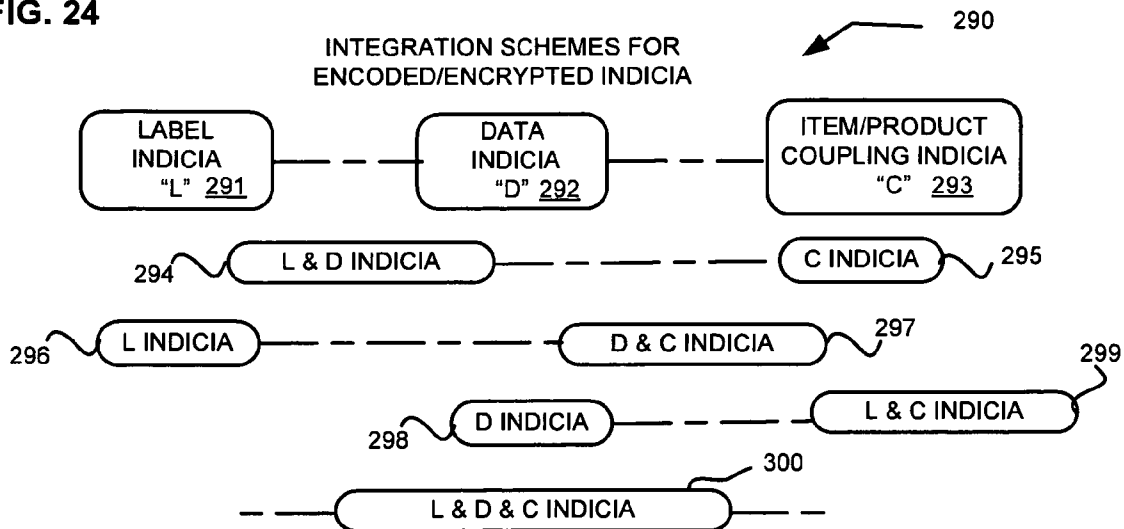 FIG. 24
290
INTEGRATION SCHEMES FOR
ENCODED/ENCRYPTED INDICIA
LABEL
INDICIA
"L" 291
DATA
INDICIA
"D" 292
ITEM/PRODUCT
COUPLING INDICIA
"C" 293
294
L & D INDICIA
C INDICIA
295
296
L INDICIA
D & C INDICIA
297
298
D INDICIA
L & C INDICIA
299
300
L & D & C INDICIA